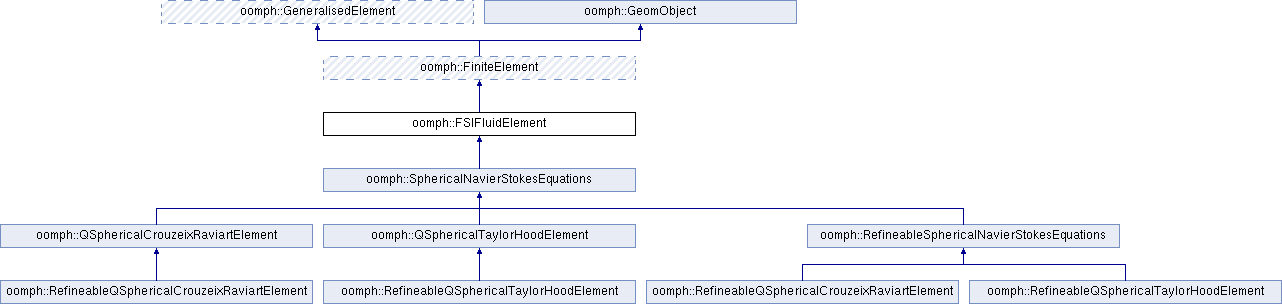 oomph::GeneralisedElement
oomph::GeomObject
oomph::FiniteElement
oomph::FSIFluidElement
oomph::SphericalNavierStokesEquations
oomph::QSphericalCrouzeixRaviartElement
oomph::QSphericalTaylorHoodElement
oomph::RefineableSphericalNavierStokesEquations
oomph::RefineableQSphericalCrouzeixRaviartElement
oomph::RefineableQSphericalTaylorHoodElement
oomph::RefineableQSphericalCrouzeixRaviartElement
oomph::RefineableQSphericalTaylorHoodElement